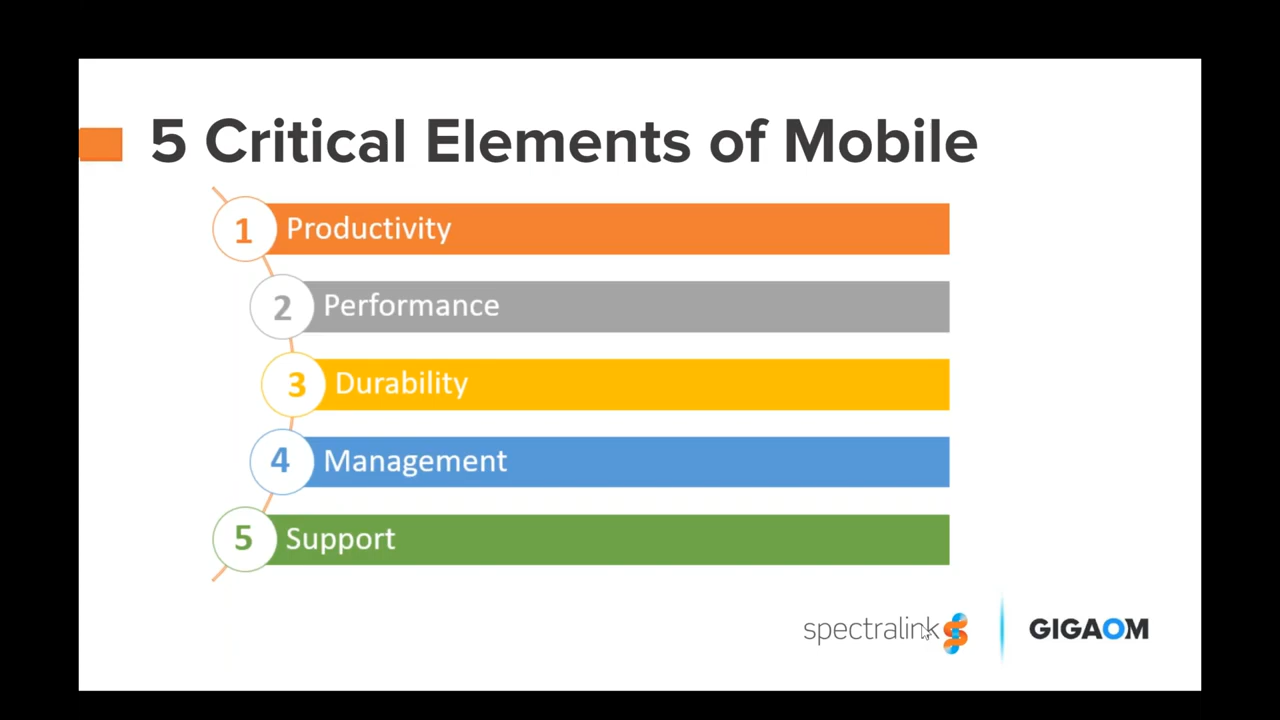 5 Critical Elements of Mobile
1 Productivity
2 Performance
3 Durability
4 Management
5 Support
spectralink GIGAOM